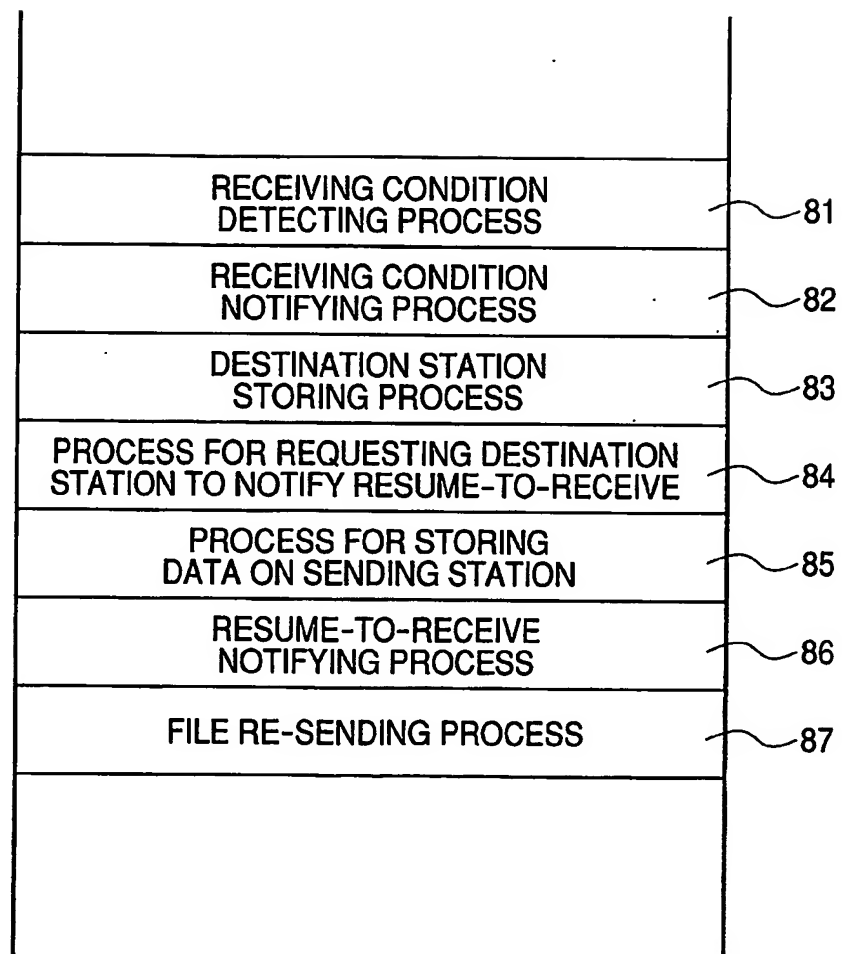 RECEIVING CONDITION
DETECTING PROCESS
81
RECEIVING CONDITION
NOTIFYING PROCESS
82
DESTINATION STATION
STORING PROCESS
83
PROCESS FOR REQUESTING DESTINATION
STATION TO NOTIFY RESUME-TO-RECEIVE
84
PROCESS FOR STORING
DATA ON SENDING STATION
85
RESUME-TO-RECEIVE
NOTIFYING PROCESS
86
FILE RE-SENDING PROCESS
87